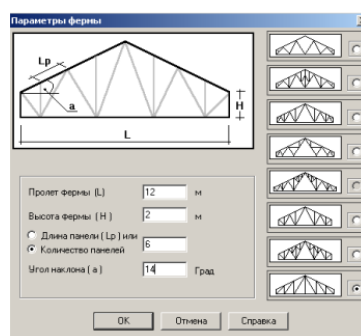 Параметры фермы
Lp
a
H
L
Пролет фермы (L) 12 м
Высота фермы ( H ) 2 м
Длина панели ( Lp ) или
Количество панелей 6
Угол наклона ( a ) 14 Град
OK Отмена Справка